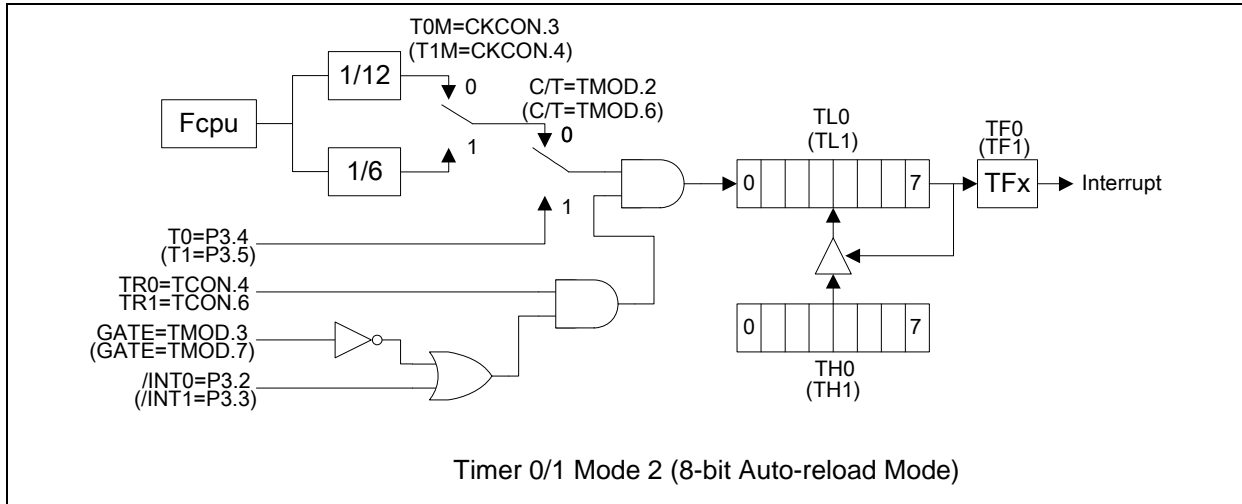 T0M=CKCON.3
(T1M=CKCON.4)
1/12
0
C/T=TMOD.2
(C/T=TMOD.6)
Fcpu
0
1
1/6
TL0
(TL1)
TF0
(TF1)
0
7
TFx
Interrupt
1
T0=P3.4
(T1=P3.5)
TR0=TCON.4
TR1=TCON.6
GATE=TMOD.3
(GATE=TMOD.7)
0
7
/INT0=P3.2
(/INT1=P3.3)
TH0
(TH1)
Timer 0/1 Mode 2 (8-bit Auto-reload Mode)